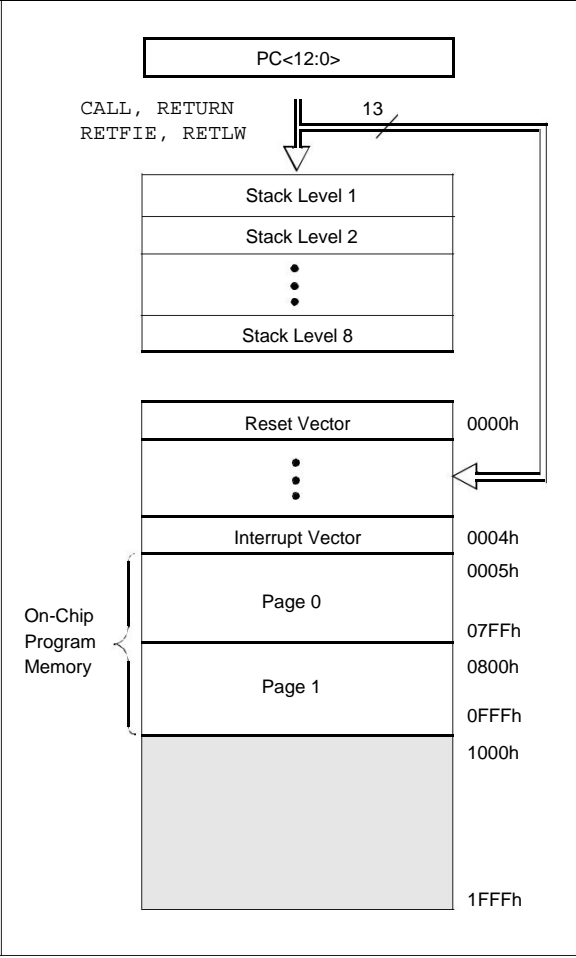 PC<12:0>
CALL, RETURN
RETFIE, RETLW
13
Stack Level 1
Stack Level 2
Stack Level 8
Reset Vector
0000h
Interrupt Vector
0004h
0005h
Page 0
07FFh
On-Chip
Program
Memory
0800h
Page 1
0FFFh
1000h
1FFFh